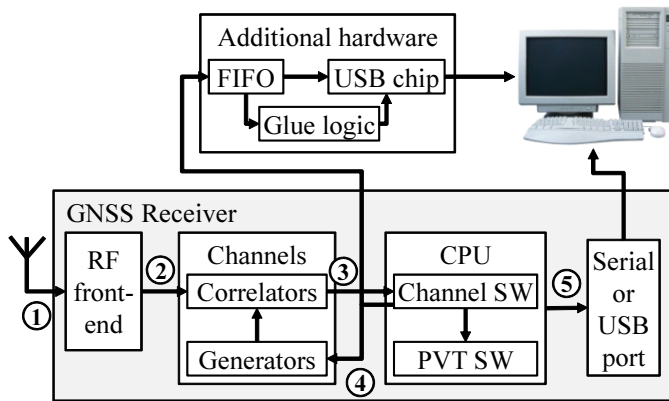 Additional hardware
FIFO
USB chip
Glue logic
GNSS Receiver
RF
front-
end
Channels
Correlators
Generators
CPU
Channel SW
PVT SW
Serial
or
USB
port
1
2
3
4
5